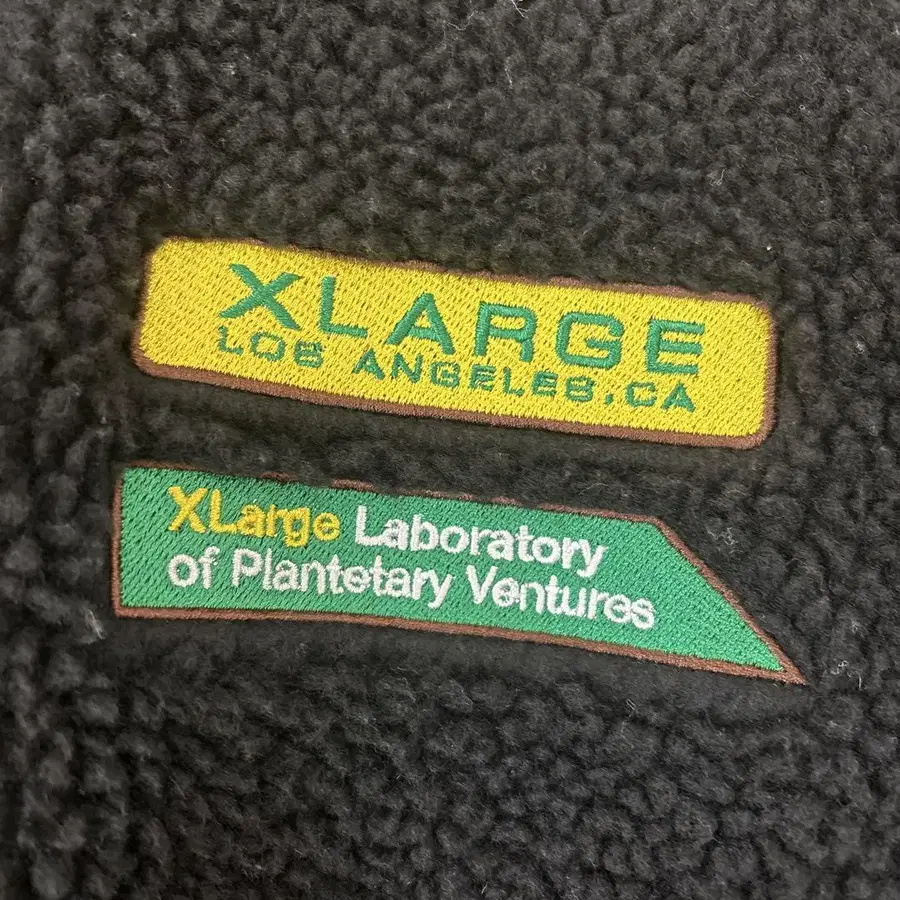 XLARGE
LOS ANGELES,CA
XLarge Laboratory
of Plantetary Ventures